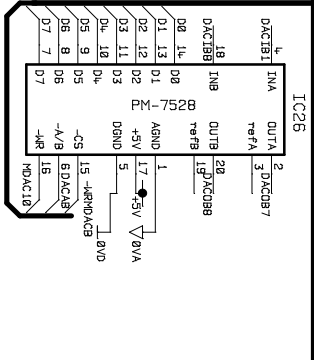 D7 D6 D5 D4 D3 D2 D1 D0 DACIB8 DACIB1
7 8 9 10 11 12 13 14 18 4
D7 D6 D5 D4 D3 D2 D1 D0 INB INA
PM-7528
IC26
-WR -A/B -CS DGND +5V AGND refB OUTB refA OUTA
16 6 15 5 17 1 19 20 3 2
MDAC10 DACAB -WRMDACB +5V DACOB8 DACOB7
0VD 0VA